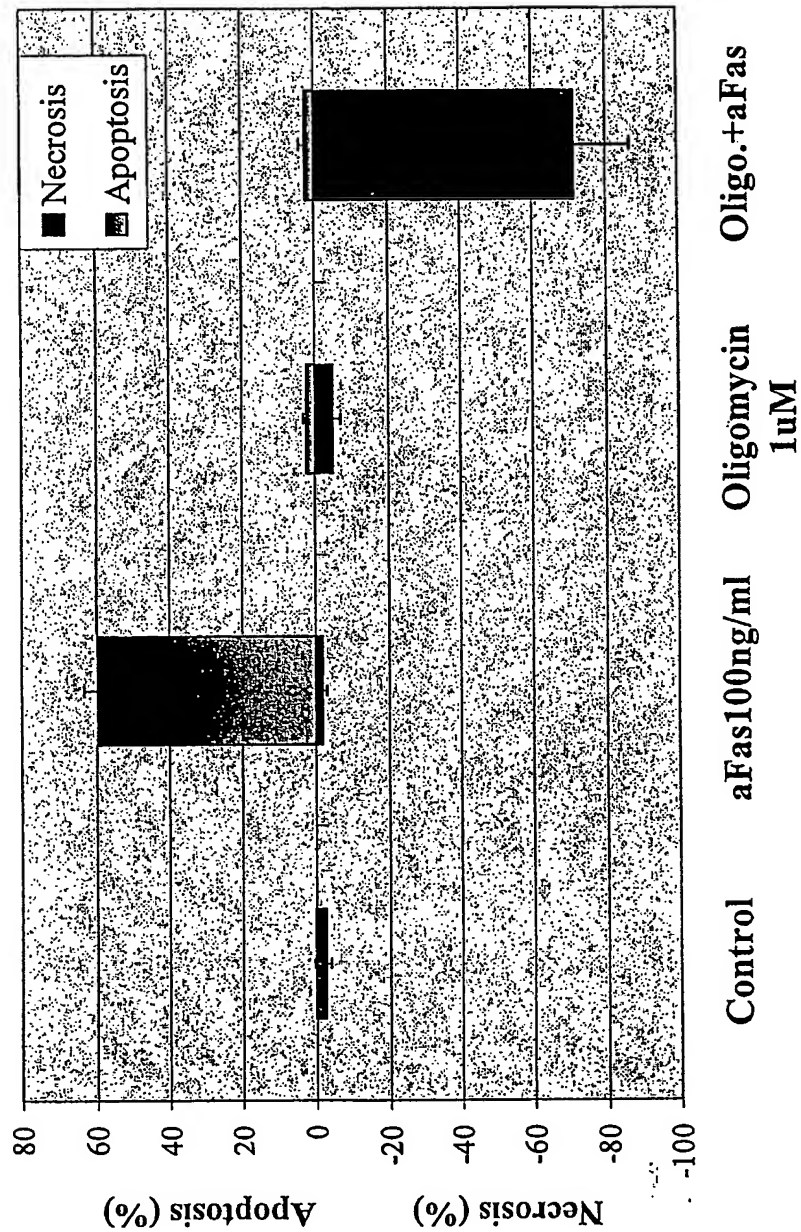 Necrosis
Apoptosis
80
60
40
20
0
-20
-40
-60
-80
-100
Apoptosis (%)
Necrosis (%)
Control
aFas100ng/ml
Oligomycin
1uM
Oligo.+aFas